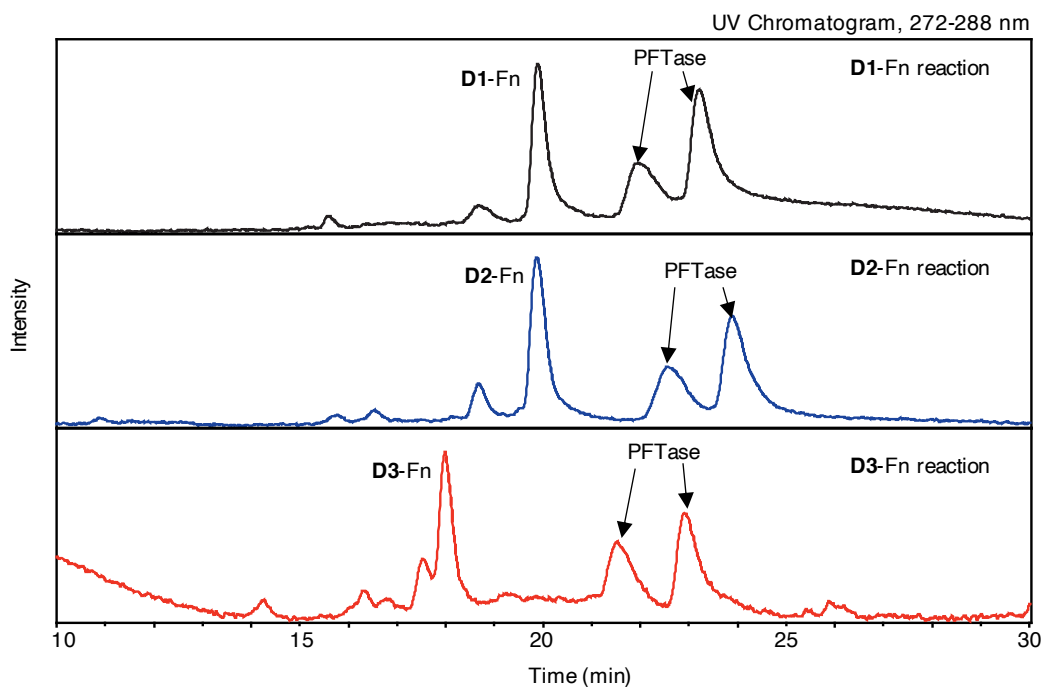 UV Chromatogram, 272-288 nm
PFTase
D1-Fn
D1-Fn reaction
PFTase
D2-Fn
D2-Fn reaction
PFTase
D3-Fn
D3-Fn reaction
Intensity
10 15 20 25 30
Time (min)